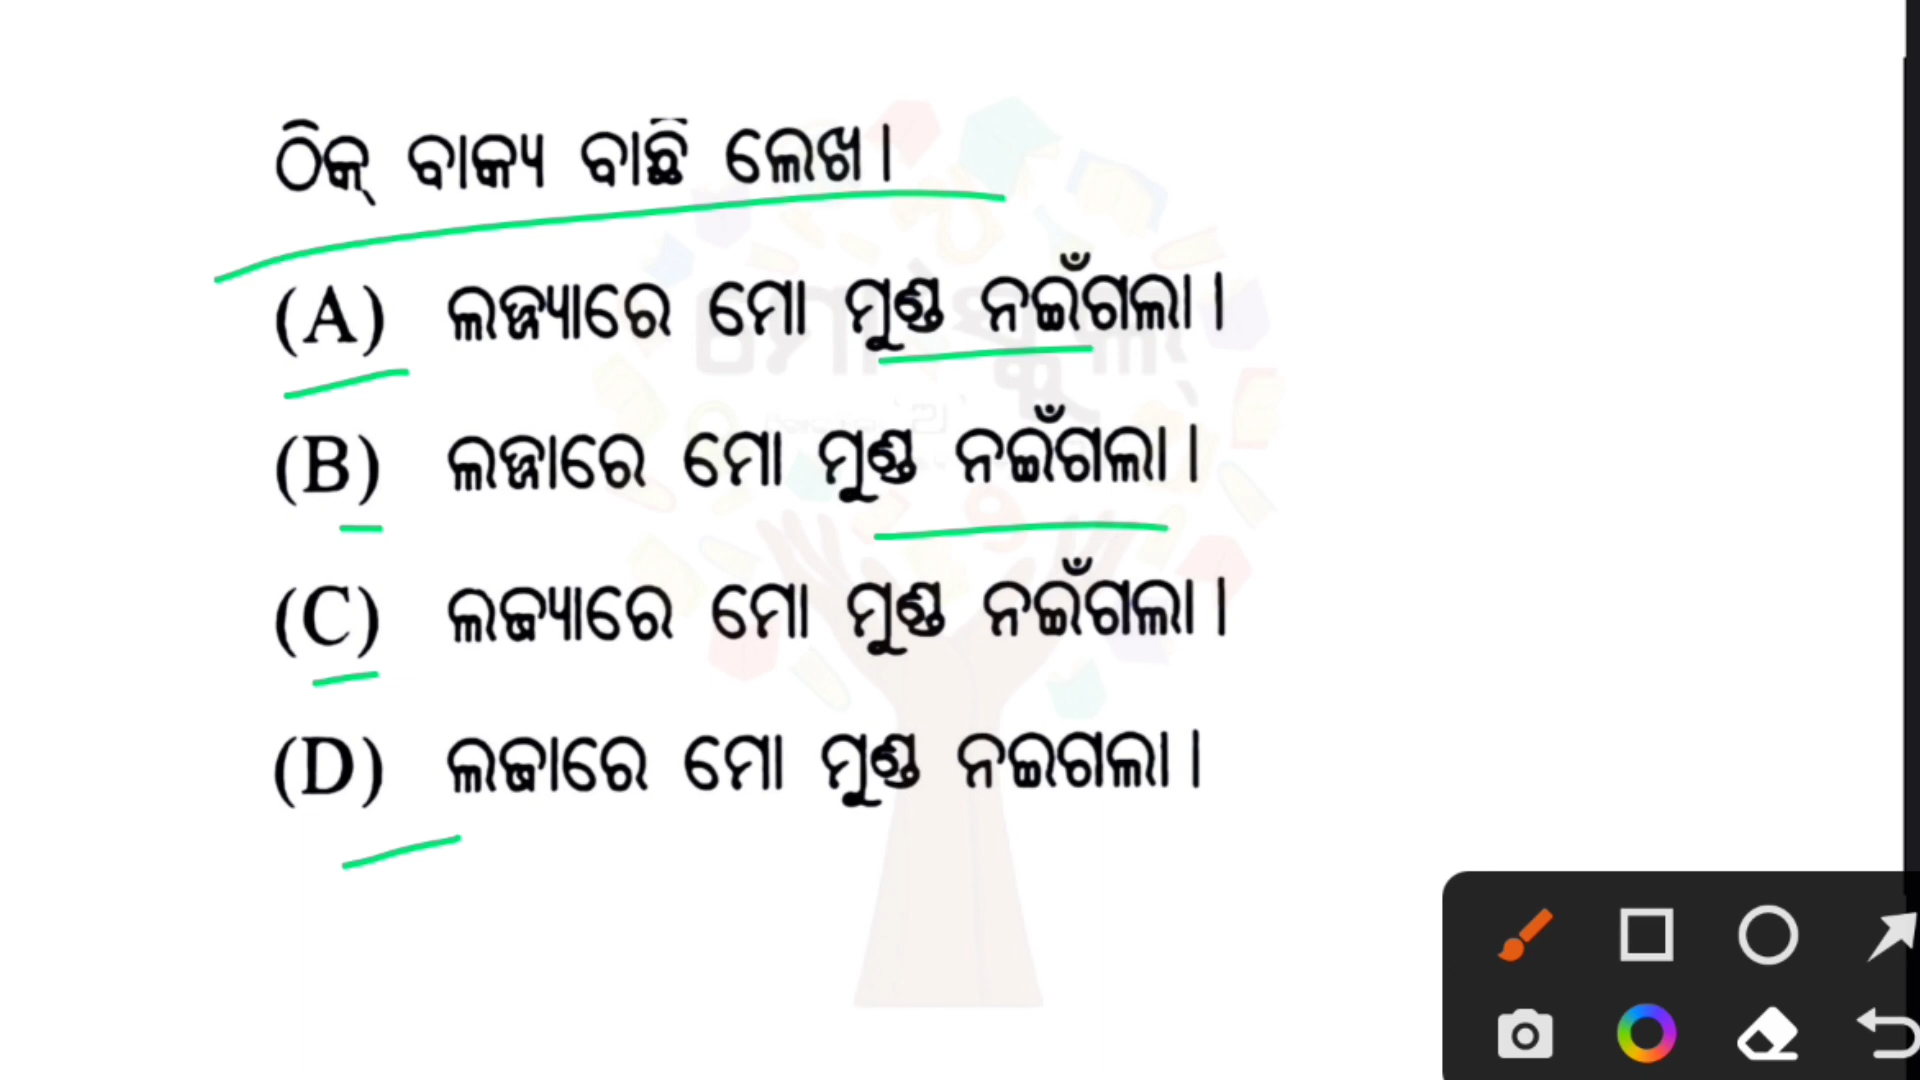 ଠିକ୍ ବାକ୍ୟ ବାଛି ଲେଖ।
(A) ଲଜ୍ଜ୍ୟାରେ ମୋ ମୁଣ୍ଡ ନଇଁଗଲା।
(B) ଲଜ୍ଜାରେ ମୋ ମୁଣ୍ଡ ନଇଁଗଲା।
(C) ଲଜ୍ୟାରେ ମୋ ମୁଣ୍ଡ ନଇଁଗଲା।
(D) ଲଜାରେ ମୋ ମୁଣ୍ଡ ନଇଗଲା।